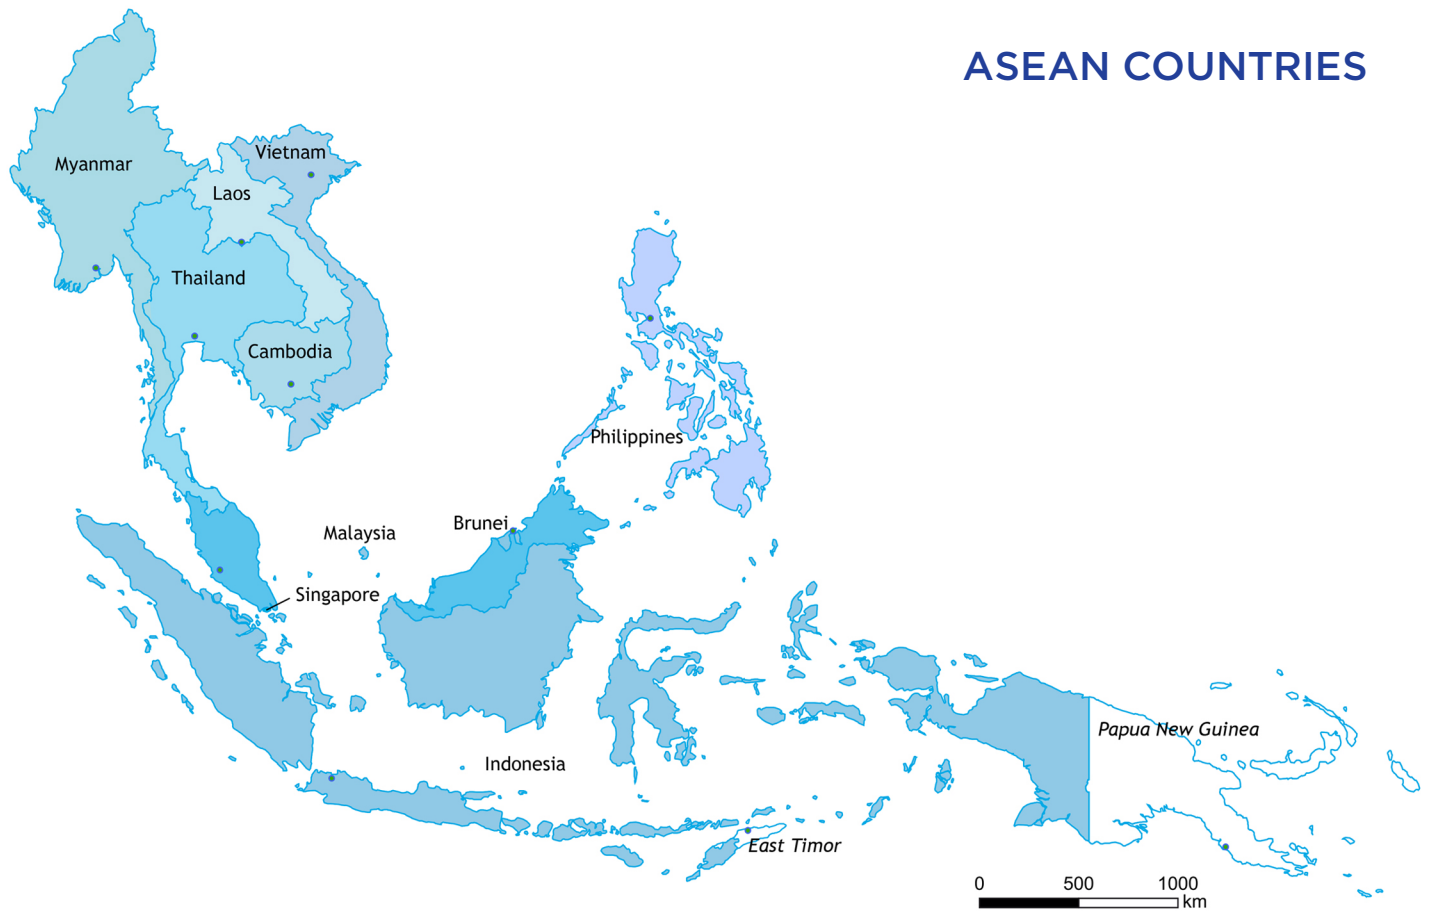 ASEAN COUNTRIES
Myanmar
Vietnam
Laos
Thailand
Cambodia
Philippines
Brunei
Malaysia
Singapore
Papua New Guinea
Indonesia
East Timor
0 500 1000
km